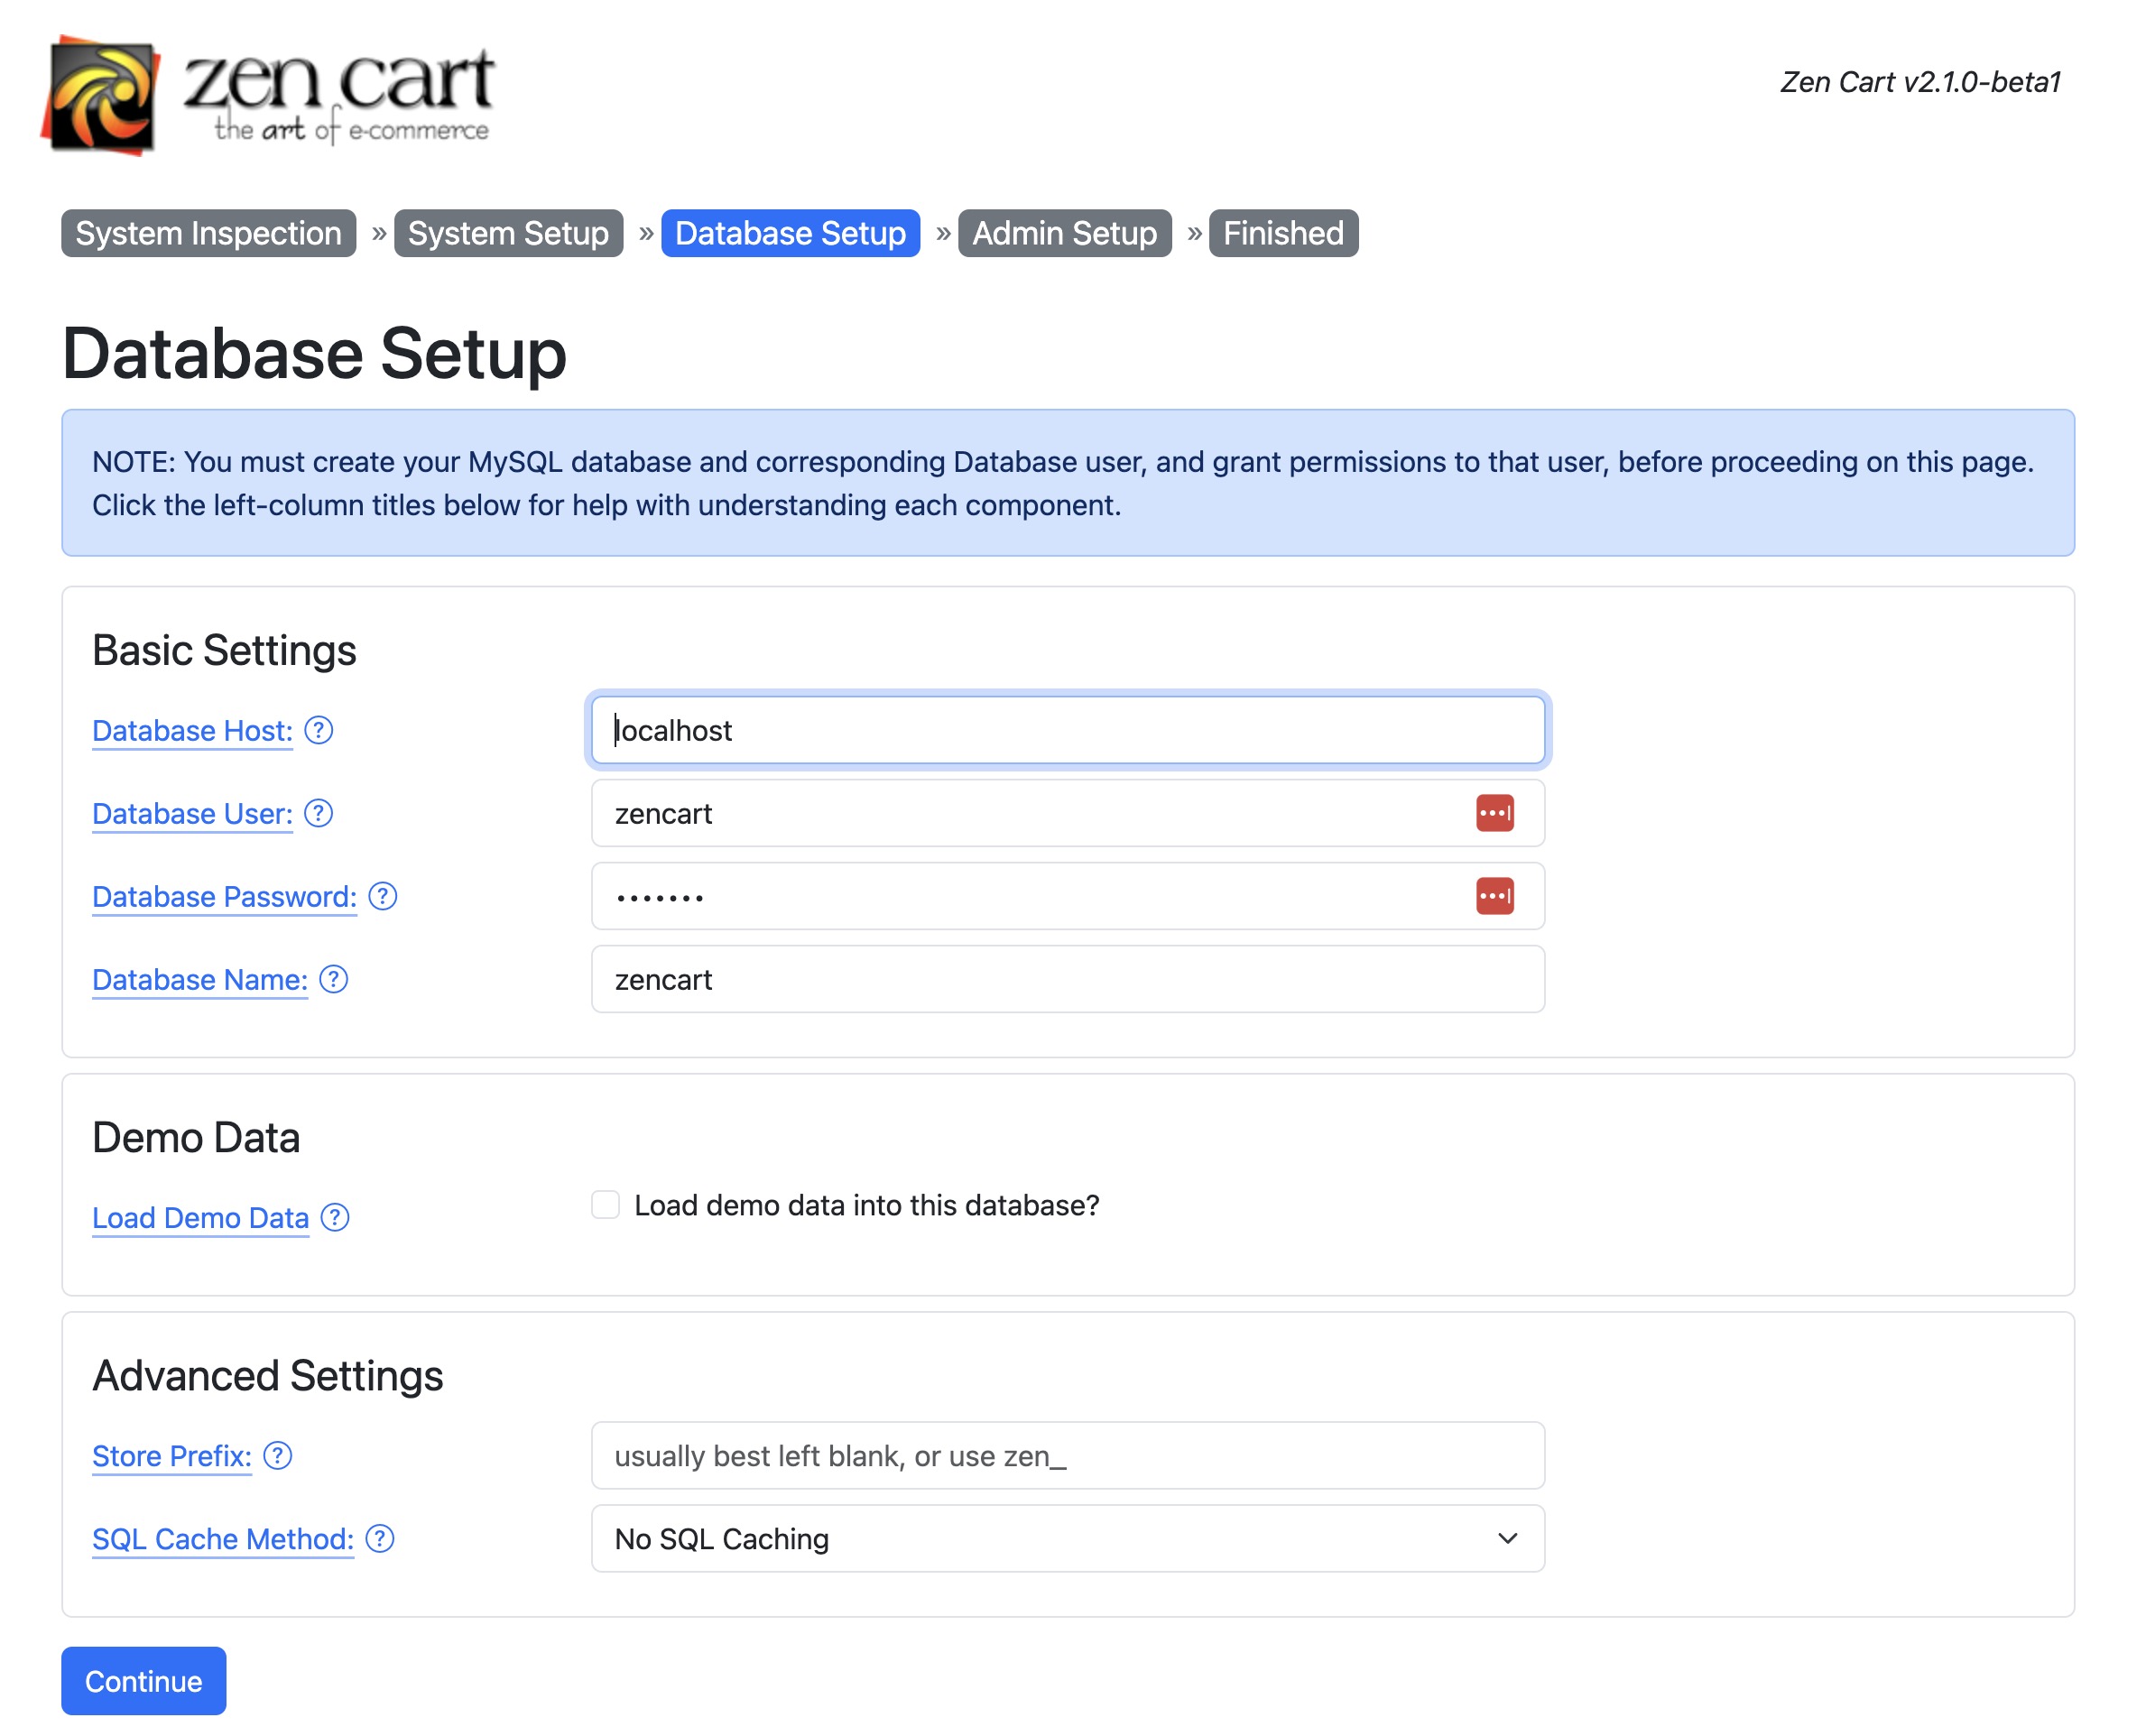 zen cart
the art of e-commerce
Zen Cart v2.1.0-beta1
System Inspection » System Setup » Database Setup » Admin Setup » Finished
Database Setup
NOTE: You must create your MySQL database and corresponding Database user, and grant permissions to that user, before proceeding on this page.
Click the left-column titles below for help with understanding each component.
Basic Settings
Database Host: ? localhost
Database User: ? zencart
Database Password: ? •••••••
Database Name: ? zencart
Demo Data
Load Demo Data ? Load demo data into this database?
Advanced Settings
Store Prefix: ? usually best left blank, or use zen_
SQL Cache Method: ? No SQL Caching
Continue